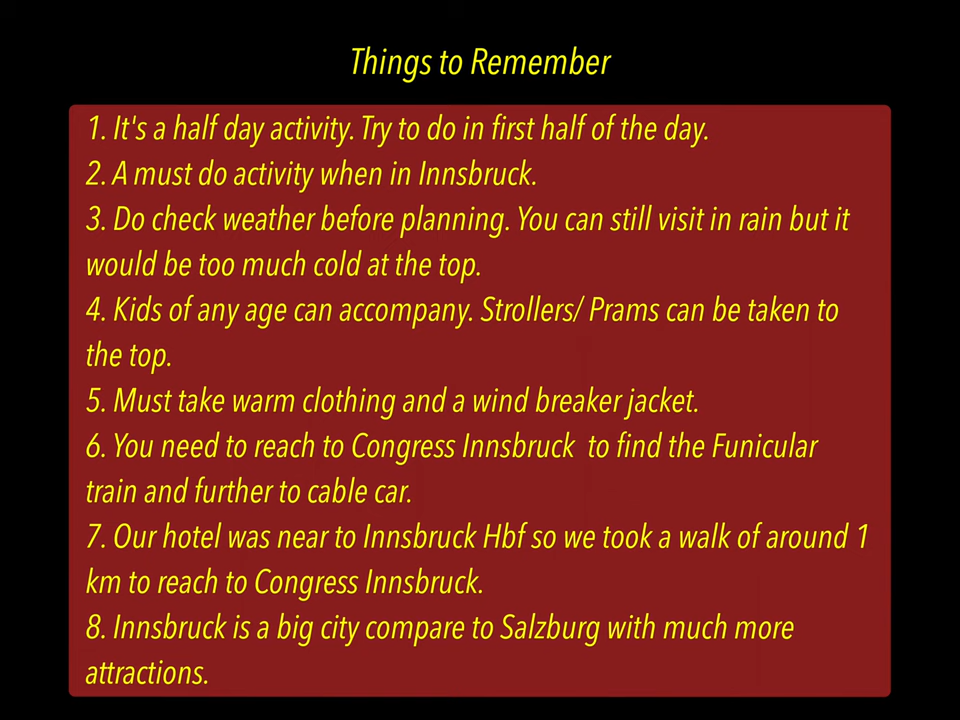 Things to Remember
1. It's a half day activity. Try to do in first half of the day.
2. A must do activity when in Innsbruck.
3. Do check weather before planning. You can still visit in rain but it
would be too much cold at the top.
4. Kids of any age can accompany. Strollers/ Prams can be taken to
the top.
5. Must take warm clothing and a wind breaker jacket.
6. You need to reach to Congress Innsbruck  to find the Funicular
train and further to cable car.
7. Our hotel was near to Innsbruck Hbf so we took a walk of around 1
km to reach to Congress Innsbruck.
8. Innsbruck is a big city compare to Salzburg with much more
attractions.